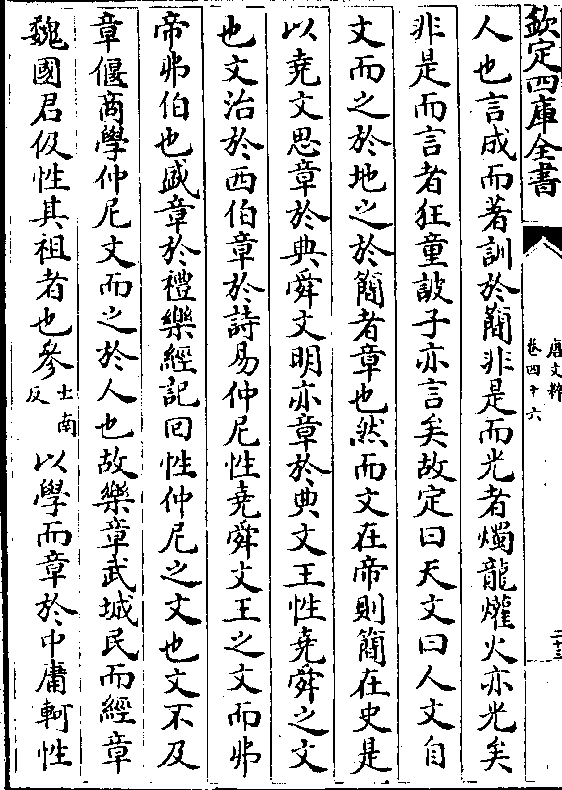 欽定四庫全書
唐文粹
卷四十六
人也言成而著訓於簡非是而光者燭龍爟火亦光矣
非是而言者狂童詖子亦言矣故定曰天文曰人文自
文而之於地之於簡者章也然而文在帝則簡在史是
以堯文思章於典舜文明亦章於典文王性堯舜之文
也文治於西伯章於詩易仲尼性堯舜文王之文而非
帝非伯也盛章於禮樂經記回性仲尼之文也文不及
章偃商學仲尼文而之於人也故樂章武城民而經章
魏國君伋性其祖者也參士南反以學而章於中庸軻性